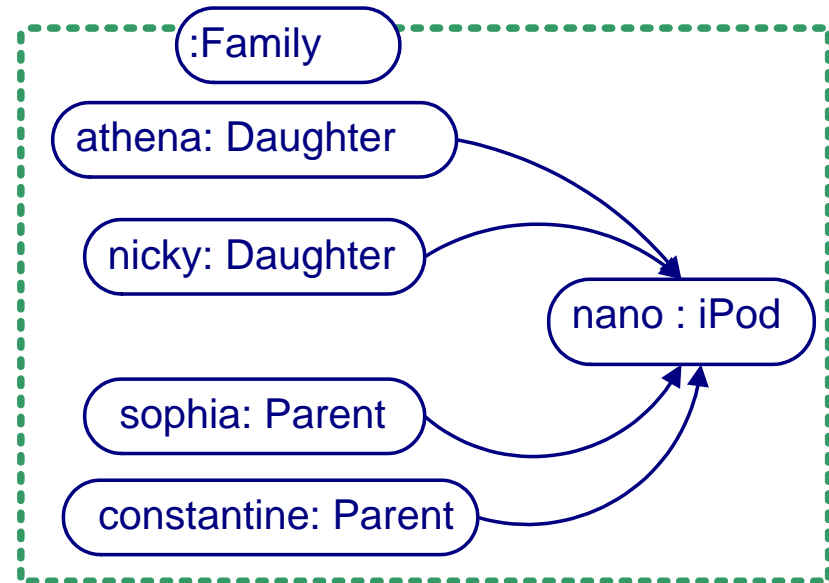 :Family
athena: Daughter
nicky: Daughter
nano : iPod
sophia: Parent
constantine: Parent